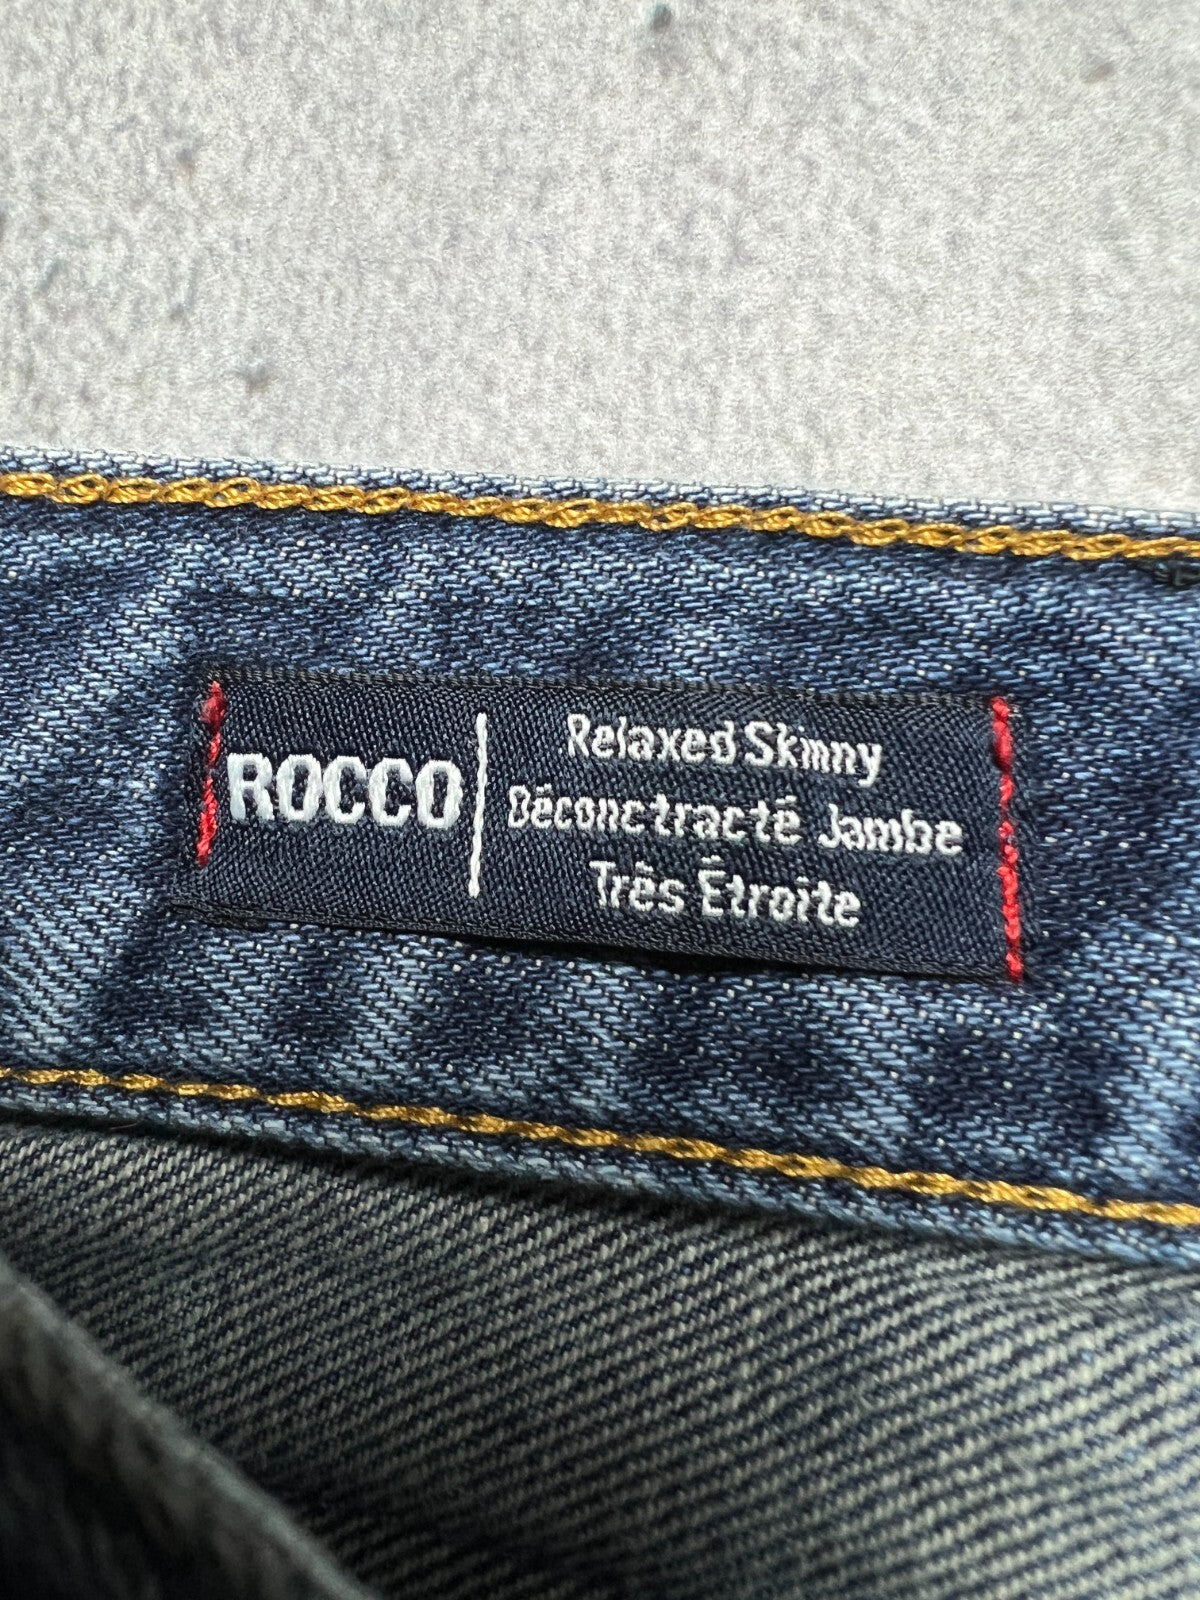 ROCCO
Relaxed Skinny
Déconctracté Jambe
Très Étroite